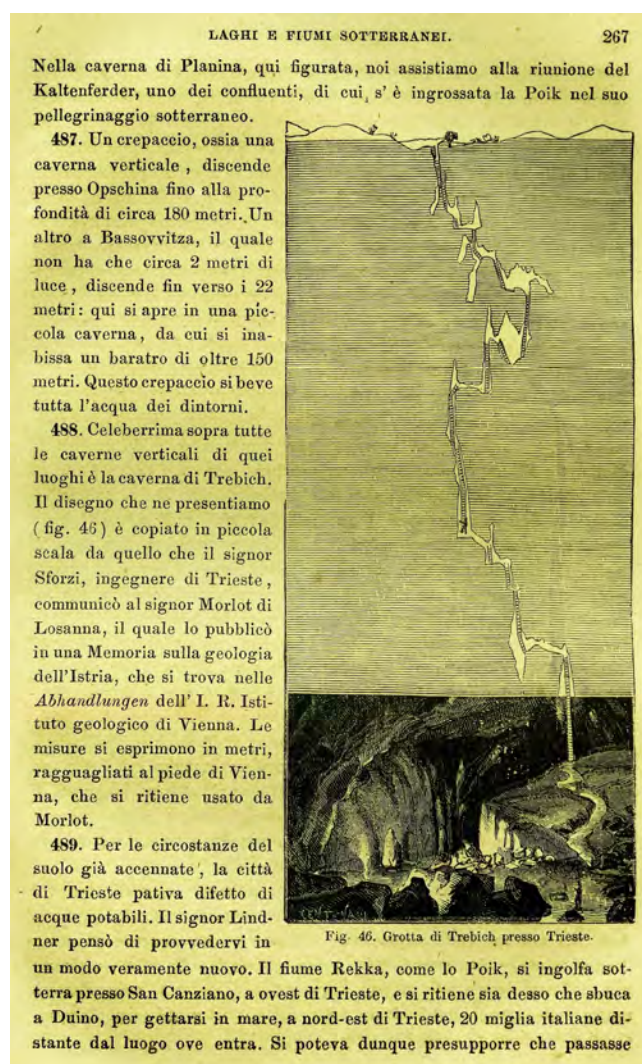 LAGHI E FIUMI SOTTERRANEI. 267
Nella caverna di Planina, qui figurata, noi assistiamo alla riunione del
Kaltenferder, uno dei confluenti, di cui s' è ingrossata la Poik nel suo
pellegrinaggio sotterraneo.
487. Un crepaccio, ossia una
caverna verticale , discende
presso Opschina fino alla pro-
fondità di circa 180 metri. Un
altro a Bassovvitza, il quale
non ha che circa 2 metri di
luce , discende fin verso i 22
metri: qui si apre in una pic-
cola caverna, da cui si ina-
bissa un baratro di oltre 150
metri. Questo crepaccio si beve
tutta l'acqua dei dintorni.
488. Celeberrima sopra tutte
le caverne verticali di quei
luoghi è la caverna di Trebich.
Il disegno che ne presentiamo
( fig. 46 ) è copiato in piccola
scala da quello che il signor
Sforzi, ingegnere di Trieste ,
communicò al signor Morlot di
Losanna, il quale lo pubblicò
in una Memoria sulla geologia
dell'Istria, che si trova nelle
Abhandlungen dell' I. R. Isti-
tuto geologico di Vienna. Le
misure si esprimono in metri,
ragguagliati al piede di Vien-
na, che si ritiene usato da
Morlot.
489. Per le circostanze del
suolo già accennate , la città
di Trieste pativa difetto di
acque potabili. Il signor Lind-
ner pensò di provvedervi in
Fig. 46. Grotta di Trebich presso Trieste.
un modo veramente nuovo. Il fiume Rekka, come lo Poik, si ingolfa sot-
terra presso San Canziano, a ovest di Trieste, e si ritiene sia desso che sbuca
a Duino, per gettarsi in mare, a nord-est di Trieste, 20 miglia italiane di-
stante dal luogo ove entra. Si poteva dunque presupporre che passasse